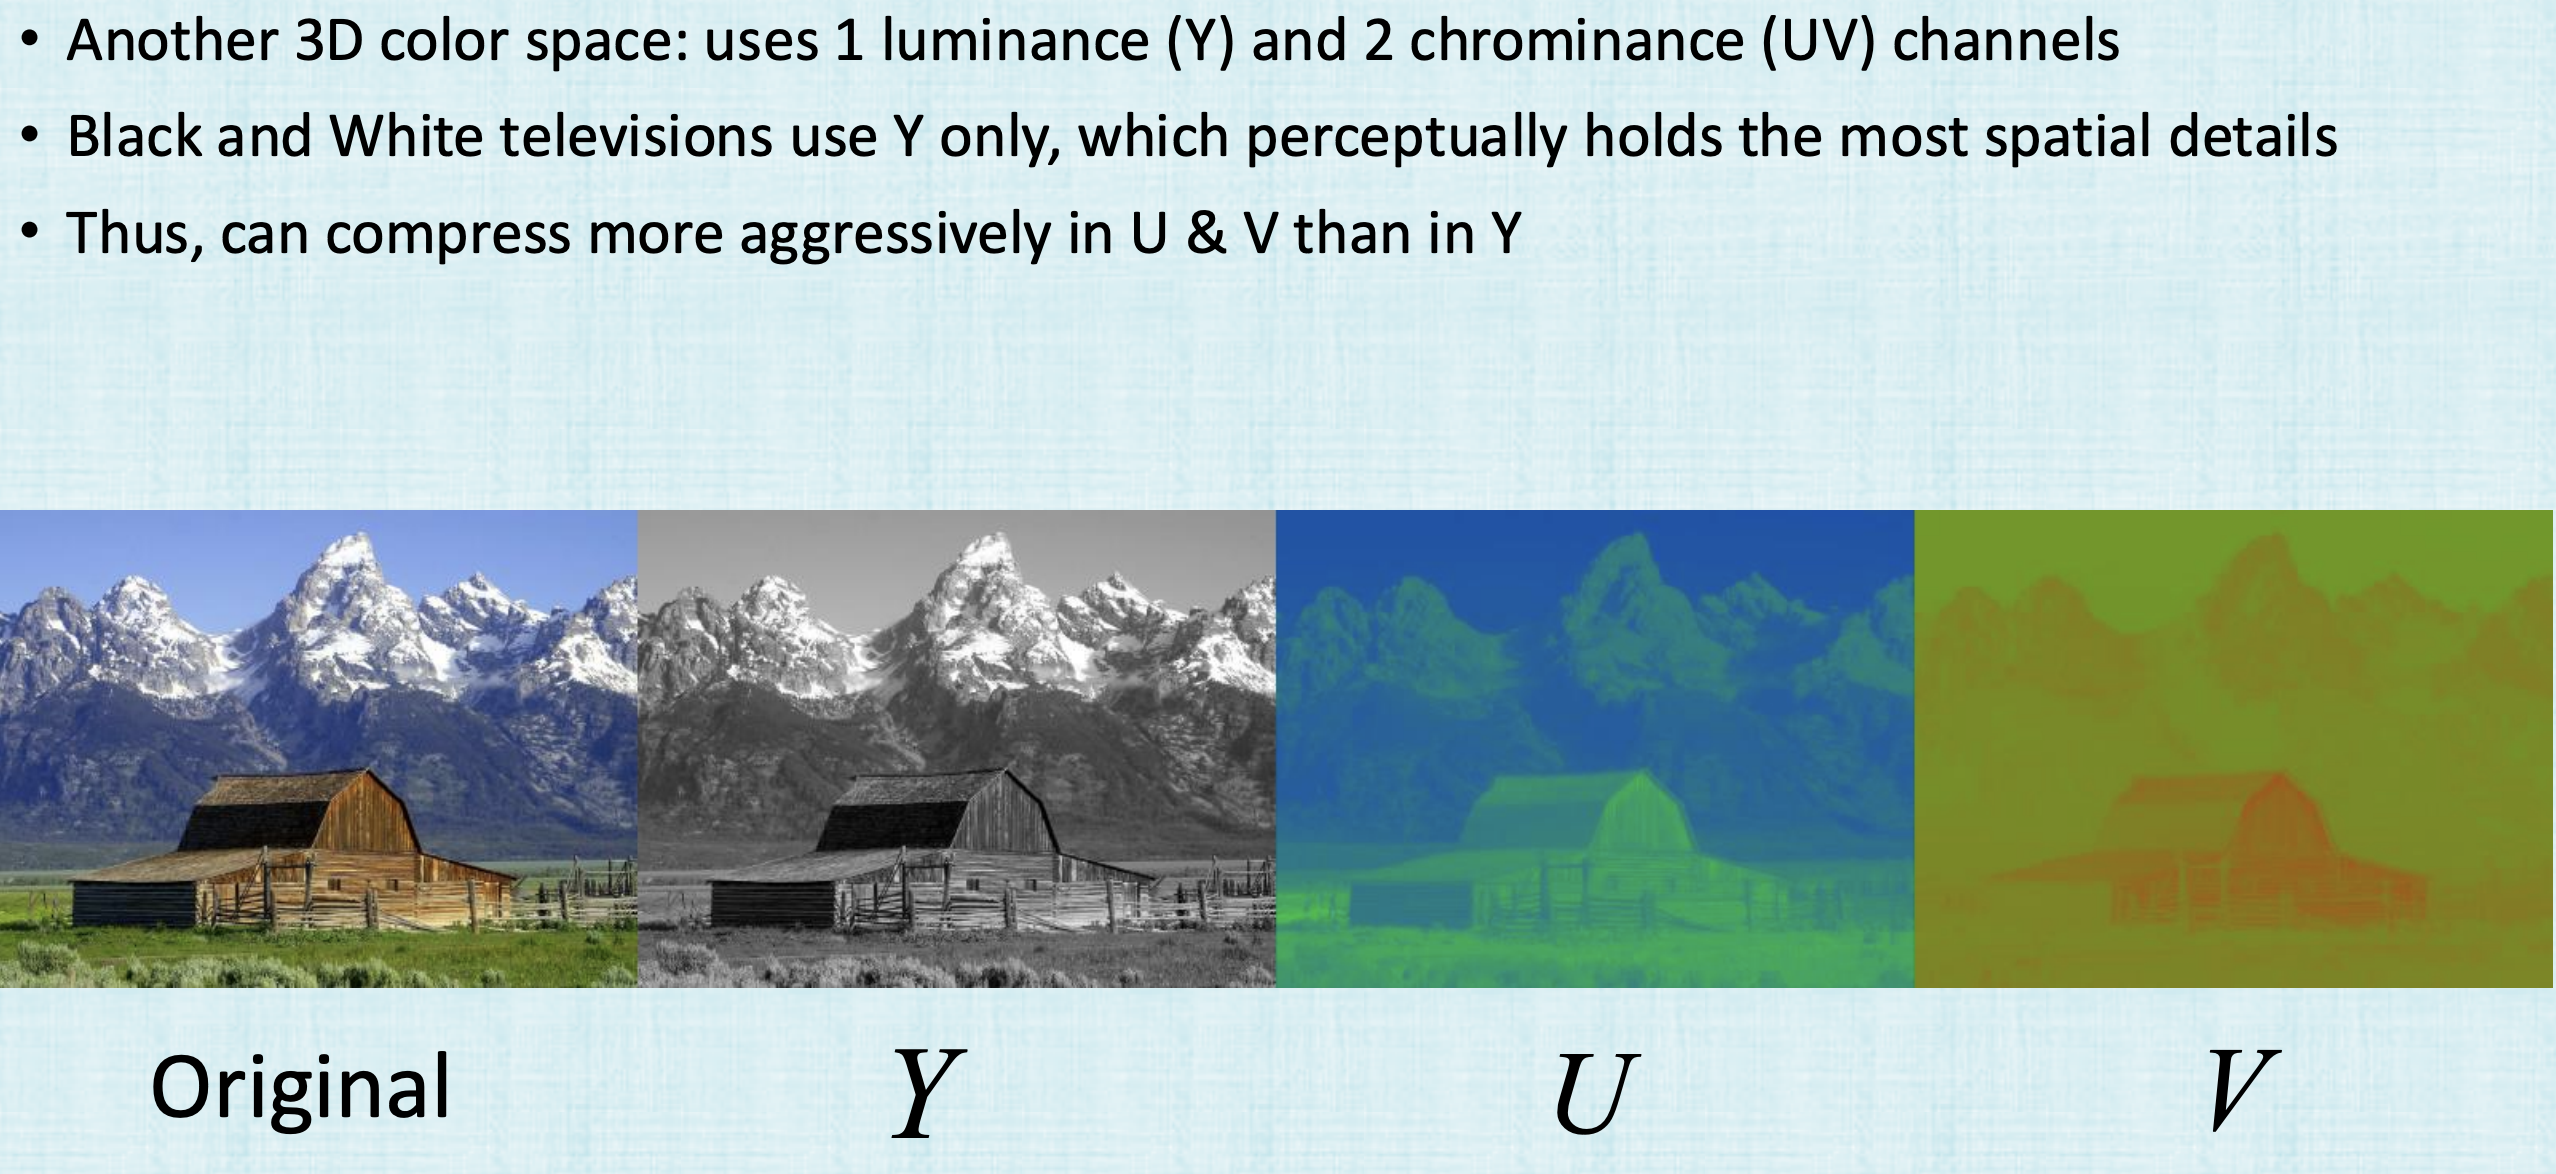 • Another 3D color space: uses 1 luminance (Y) and 2 chrominance (UV) channels
• Black and White televisions use Y only, which perceptually holds the most spatial details
• Thus, can compress more aggressively in U & V than in Y
Original Y U V